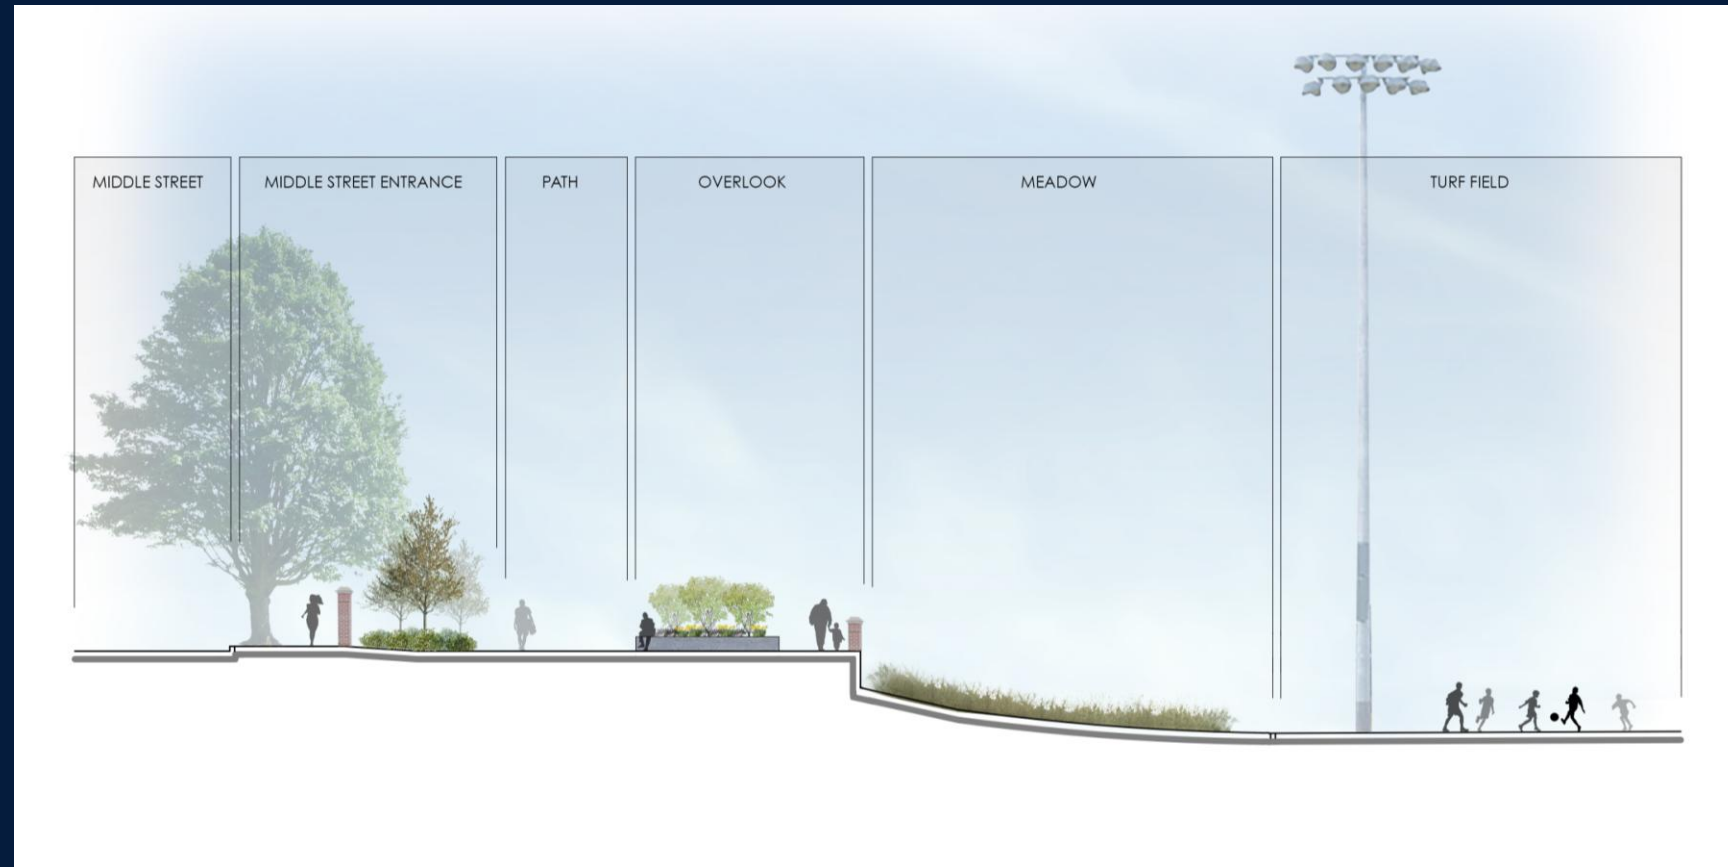 MIDDLE STREET
MIDDLE STREET ENTRANCE
PATH
OVERLOOK
MEADOW
TURF FIELD